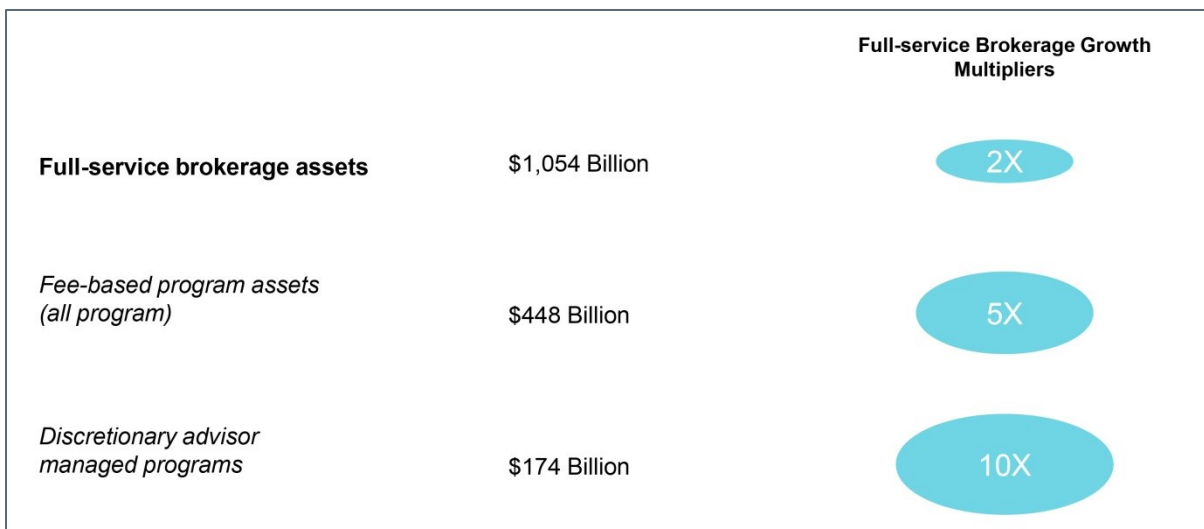 Full-service Brokerage Growth
Multipliers
Full-service brokerage assets
$1,054 Billion
2X
Fee-based program assets
(all program)
$448 Billion
5X
Discretionary advisor
managed programs
$174 Billion
10X